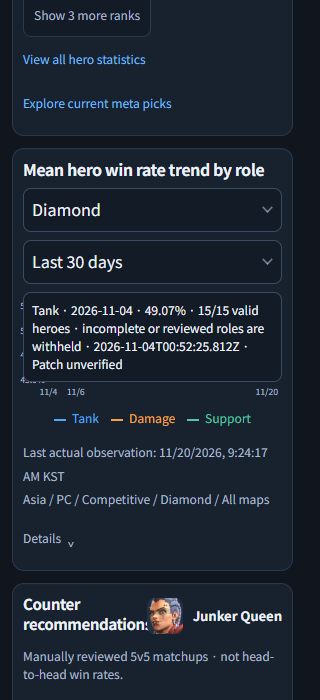 Show 3 more ranks
View all hero statistics
Explore current meta picks
Mean hero win rate trend by role
Diamond
Last 30 days
Tank · 2026-11-04 · 49.07% · 15/15 valid
heroes · incomplete or reviewed roles are
withheld · 2026-11-04T00:52:25.812Z ·
Patch unverified
11/4 11/6 11/20
Tank Damage Support
Last actual observation: 11/20/2026, 9:24:17
AM KST
Asia / PC / Competitive / Diamond / All maps
Details
Counter
recommendations
Junker Queen
Manually reviewed 5v5 matchups · not head-
to-head win rates.